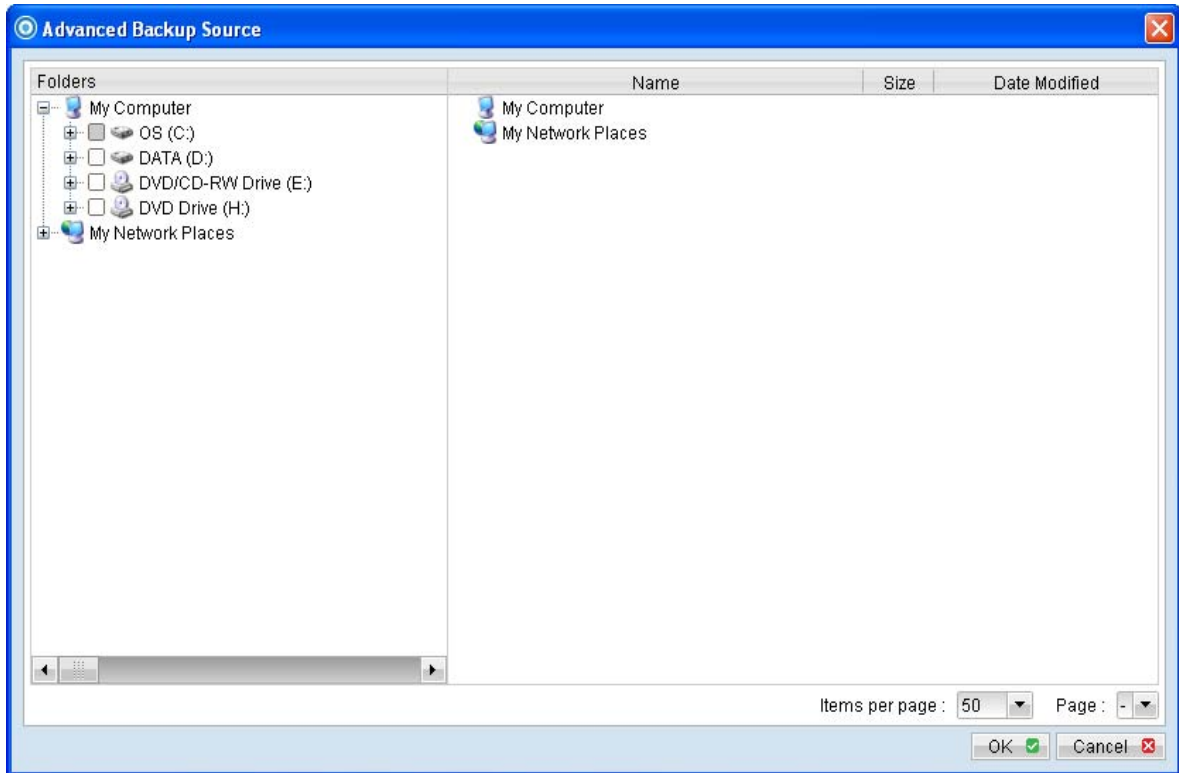 Advanced Backup Source
Folders Name Size Date Modified
My Computer
OS (C:)
DATA (D:)
DVD/CD-RW Drive (E:)
DVD Drive (H:)
My Network Places
My Computer
My Network Places
Items per page : 50 Page : -
OK Cancel